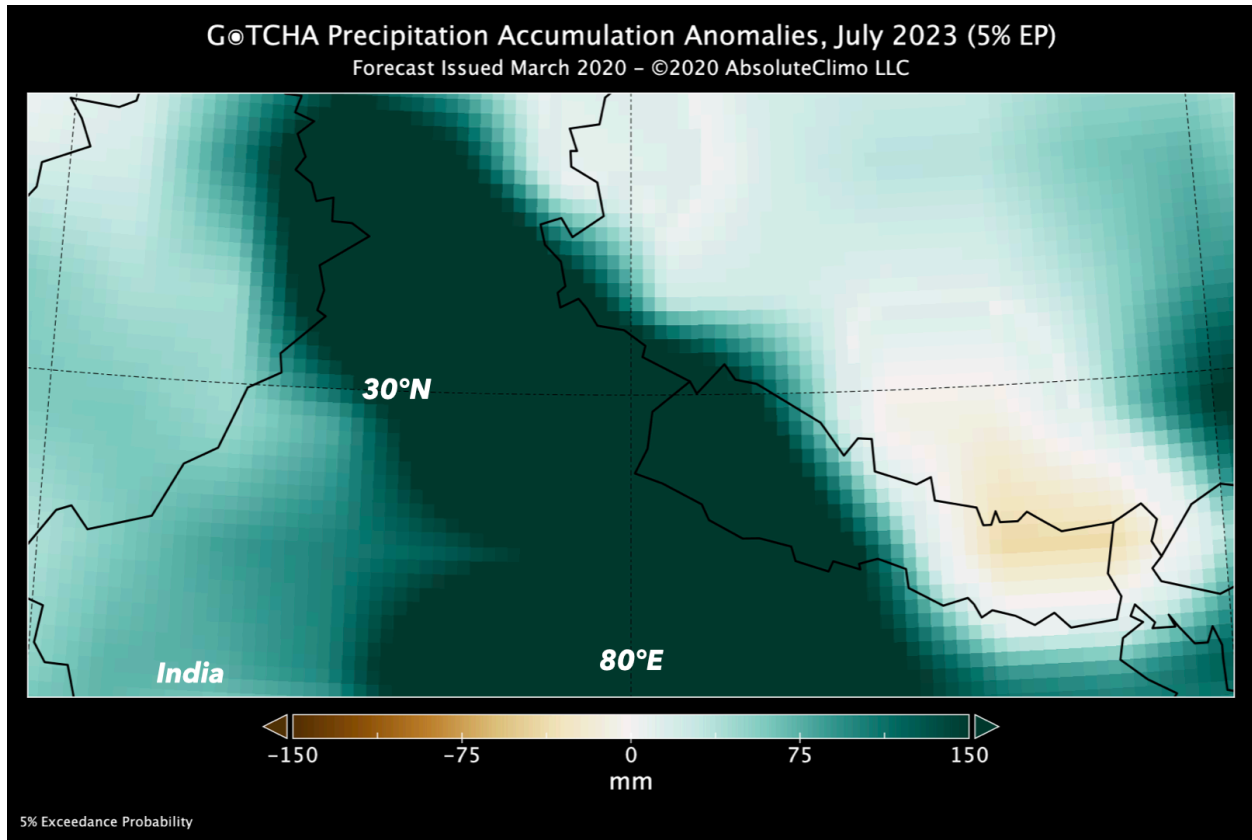 G◉TCHA Precipitation Accumulation Anomalies, July 2023 (5% EP)
Forecast Issued March 2020 – ©2020 AbsoluteClimo LLC
30°N
80°E
India
−150 −75 0 75 150
mm
5% Exceedance Probability